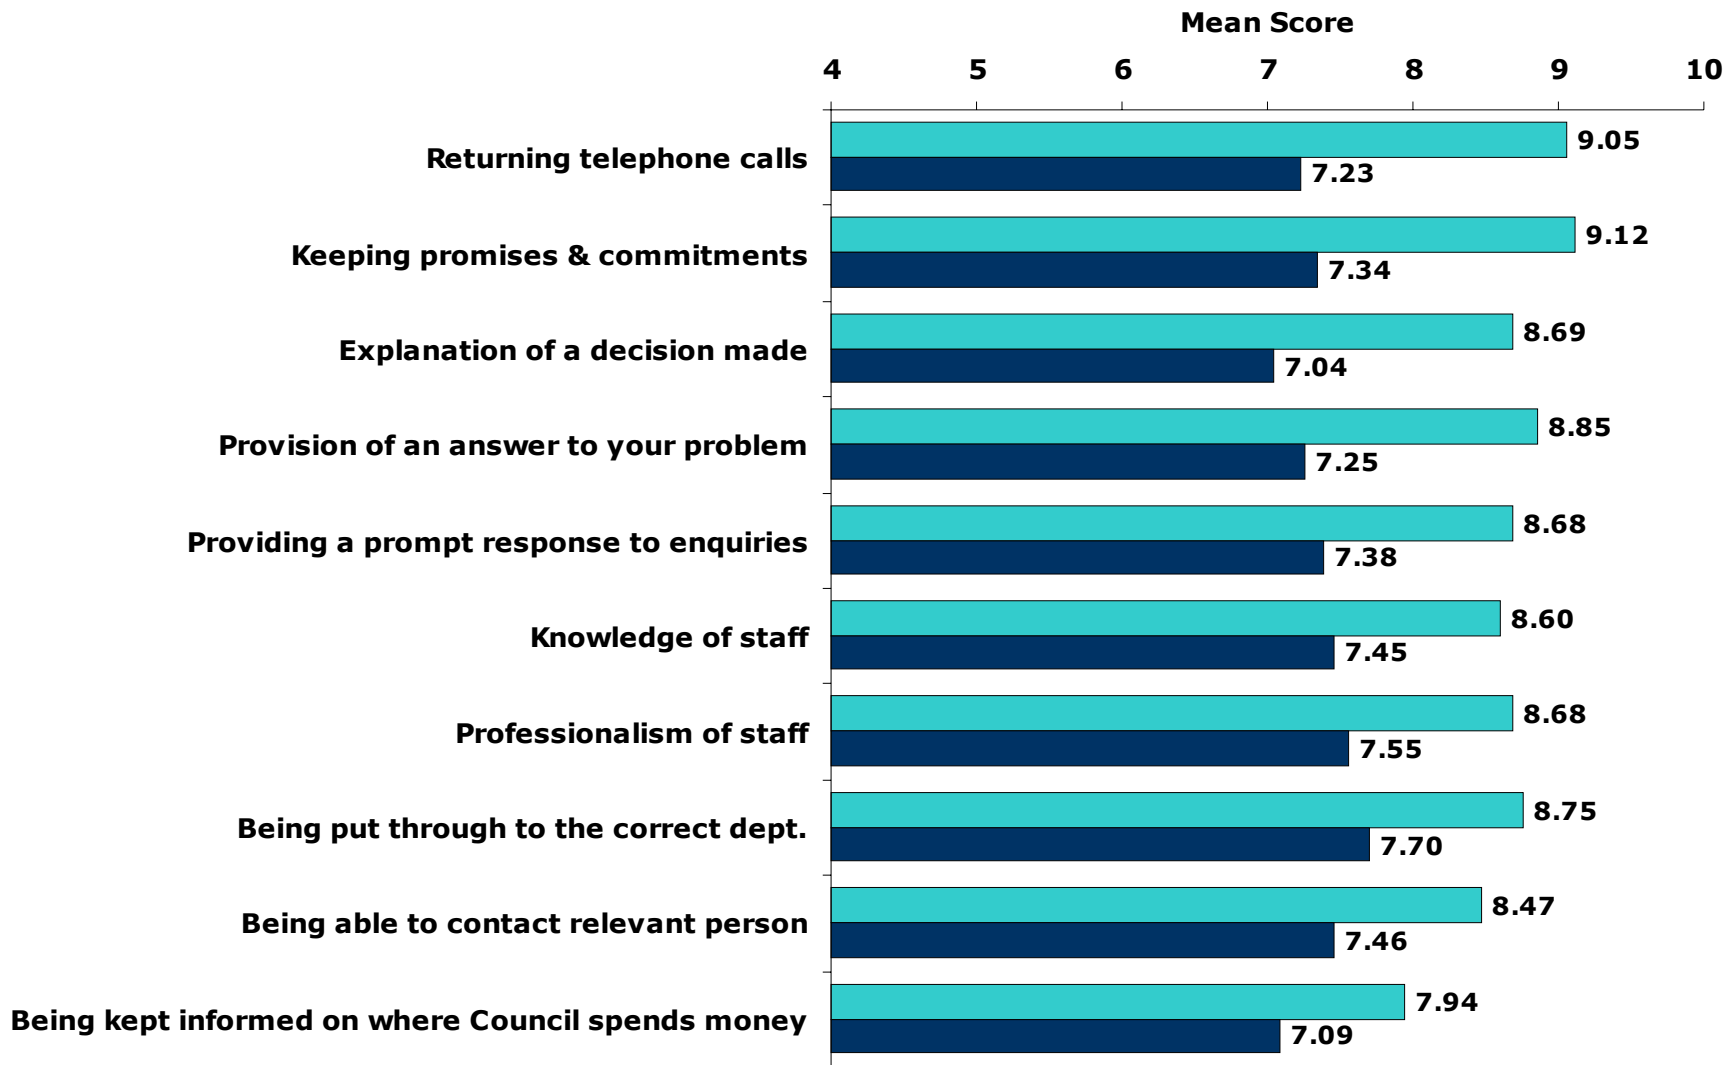 Mean Score
4 5 6 7 8 9 10
Returning telephone calls
9.05
7.23
Keeping promises & commitments
9.12
7.34
Explanation of a decision made
8.69
7.04
Provision of an answer to your problem
8.85
7.25
Providing a prompt response to enquiries
8.68
7.38
Knowledge of staff
8.60
7.45
Professionalism of staff
8.68
7.55
Being put through to the correct dept.
8.75
7.70
Being able to contact relevant person
8.47
7.46
Being kept informed on where Council spends money
7.94
7.09